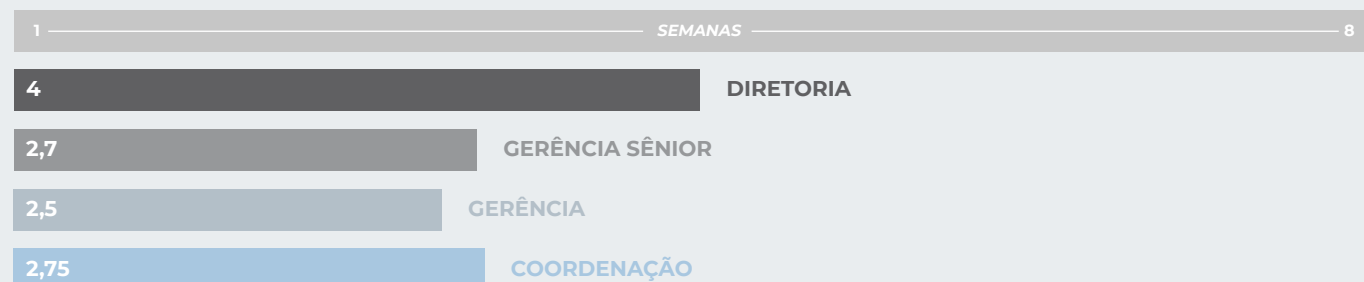 1 SEMANAS 8
4 DIRETORIA
2,7 GERÊNCIA SÊNIOR
2,5 GERÊNCIA
2,75 COORDENAÇÃO